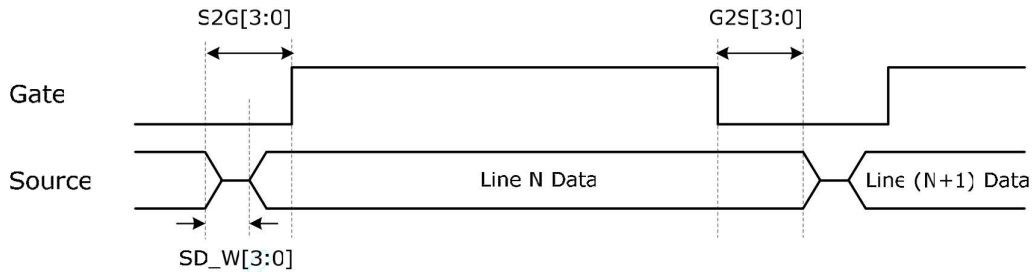 S2G[3:0]
G2S[3:0]
Gate
Source
Line N Data
Line (N+1) Data
SD_W[3:0]